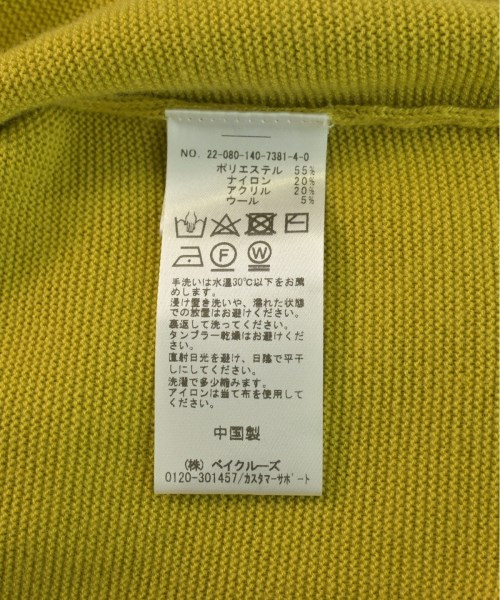 NO. 22-080-140-7381-4-0
ポリエステル 55%
ナイロン 20%
アクリル 20%
ウール 5%
F W
手洗いは水温30℃以下をお薦
めします。
浸け置き洗いや、濡れた状態
での放置はお避けください。
裏返して洗ってください。
タンブラー乾燥はお避けくだ
さい。
直射日光を避け、日陰で平干
しにしてください。
洗濯で多少縮みます。
アイロンは当て布を使用して
ください。
中国製
(株) ベイクルーズ
0120-301457/カスタマーサポート